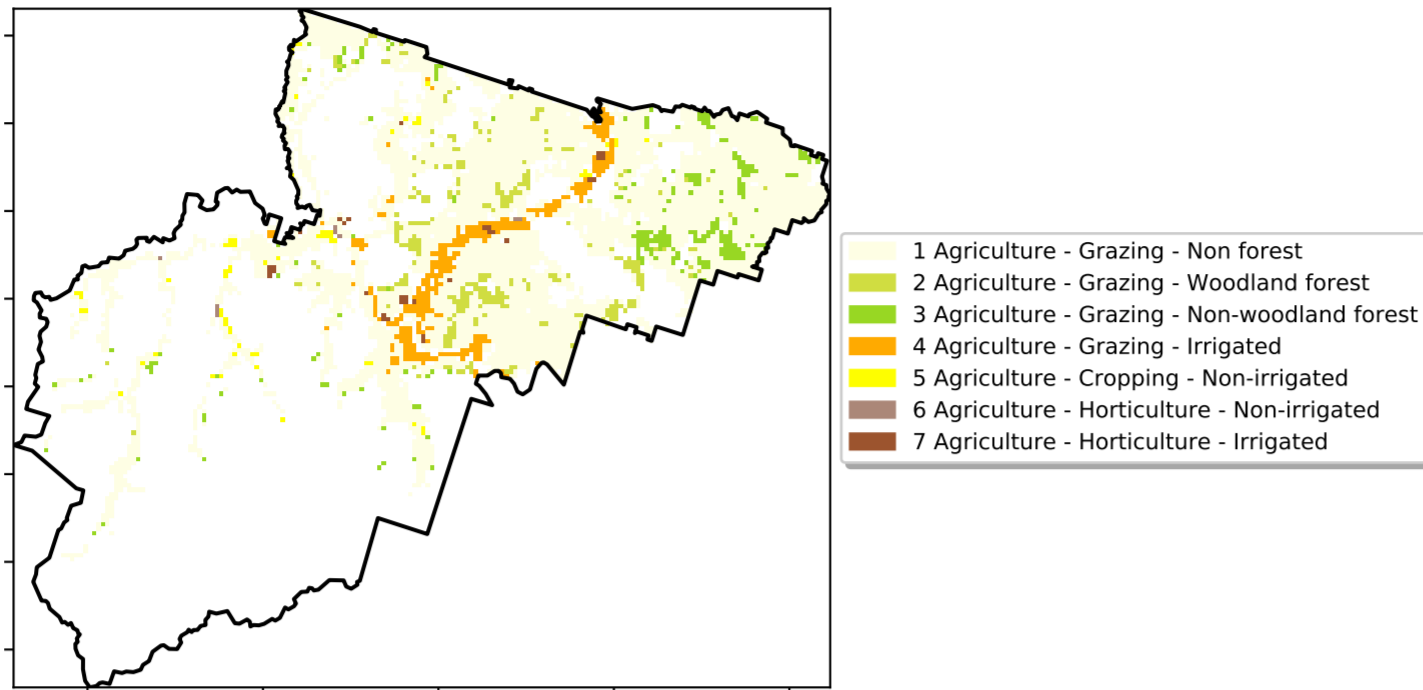 1 Agriculture - Grazing - Non forest
2 Agriculture - Grazing - Woodland forest
3 Agriculture - Grazing - Non-woodland forest
4 Agriculture - Grazing - Irrigated
5 Agriculture - Cropping - Non-irrigated
6 Agriculture - Horticulture - Non-irrigated
7 Agriculture - Horticulture - Irrigated